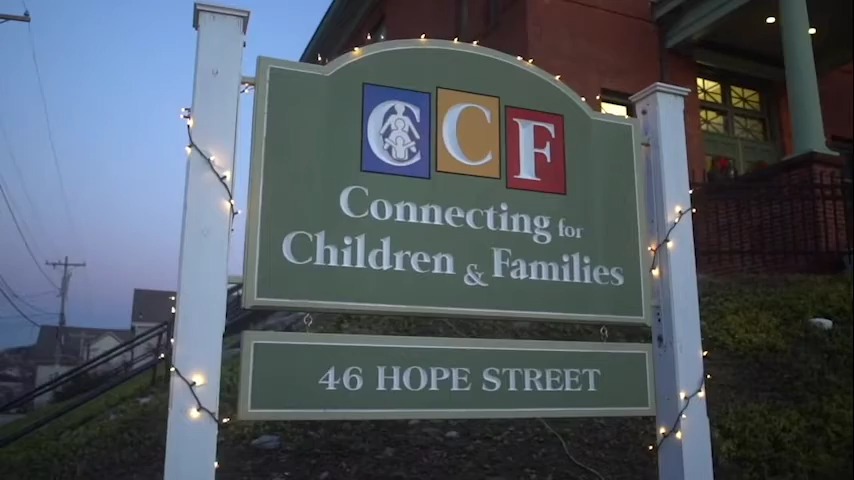 CCF
Connecting for
Children & Families
46 HOPE STREET